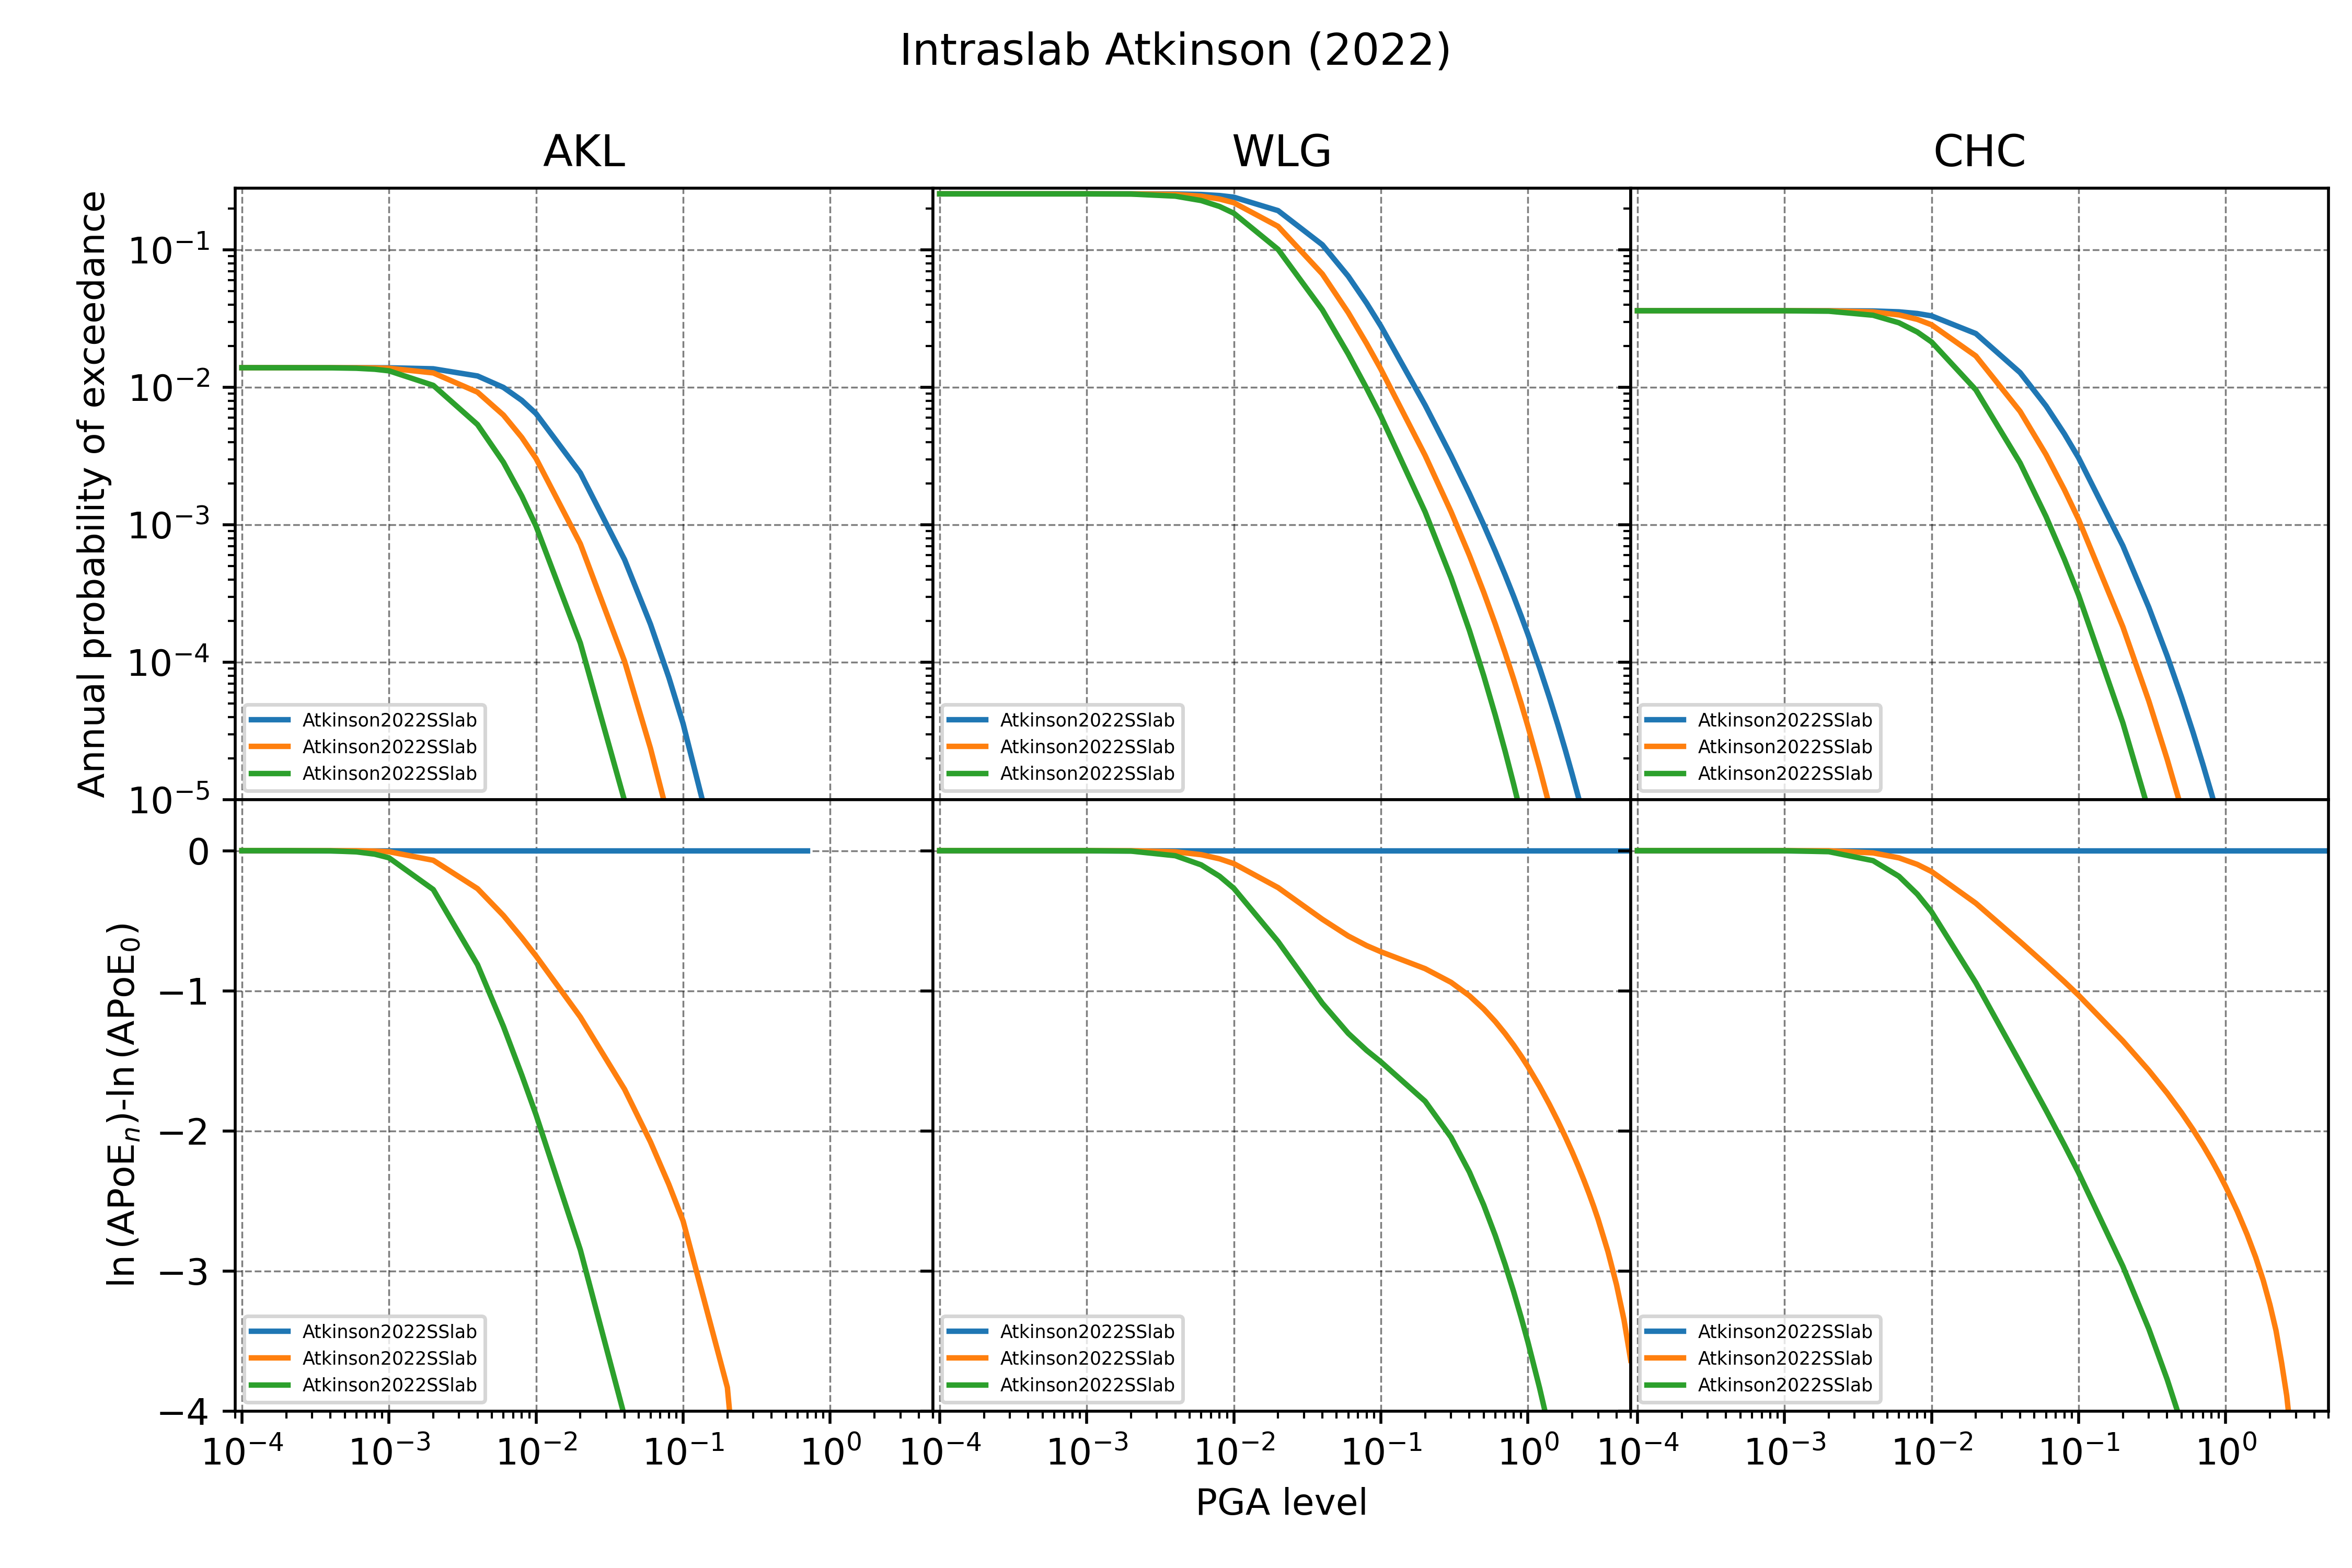 Intraslab Atkinson (2022)
AKL
WLG
CHC
Annual probability of exceedance
10⁻¹
10⁻²
10⁻³
10⁻⁴
10⁻⁵
Atkinson2022SSlab
Atkinson2022SSlab
Atkinson2022SSlab
Atkinson2022SSlab
Atkinson2022SSlab
Atkinson2022SSlab
Atkinson2022SSlab
Atkinson2022SSlab
Atkinson2022SSlab
ln (APoEₙ)-ln (APoE₀)
0
−1
−2
−3
−4
Atkinson2022SSlab
Atkinson2022SSlab
Atkinson2022SSlab
Atkinson2022SSlab
Atkinson2022SSlab
Atkinson2022SSlab
Atkinson2022SSlab
Atkinson2022SSlab
Atkinson2022SSlab
10⁻⁴ 10⁻³ 10⁻² 10⁻¹ 10⁰
10⁻⁴ 10⁻³ 10⁻² 10⁻¹ 10⁰
10⁻⁴ 10⁻³ 10⁻² 10⁻¹ 10⁰
PGA level